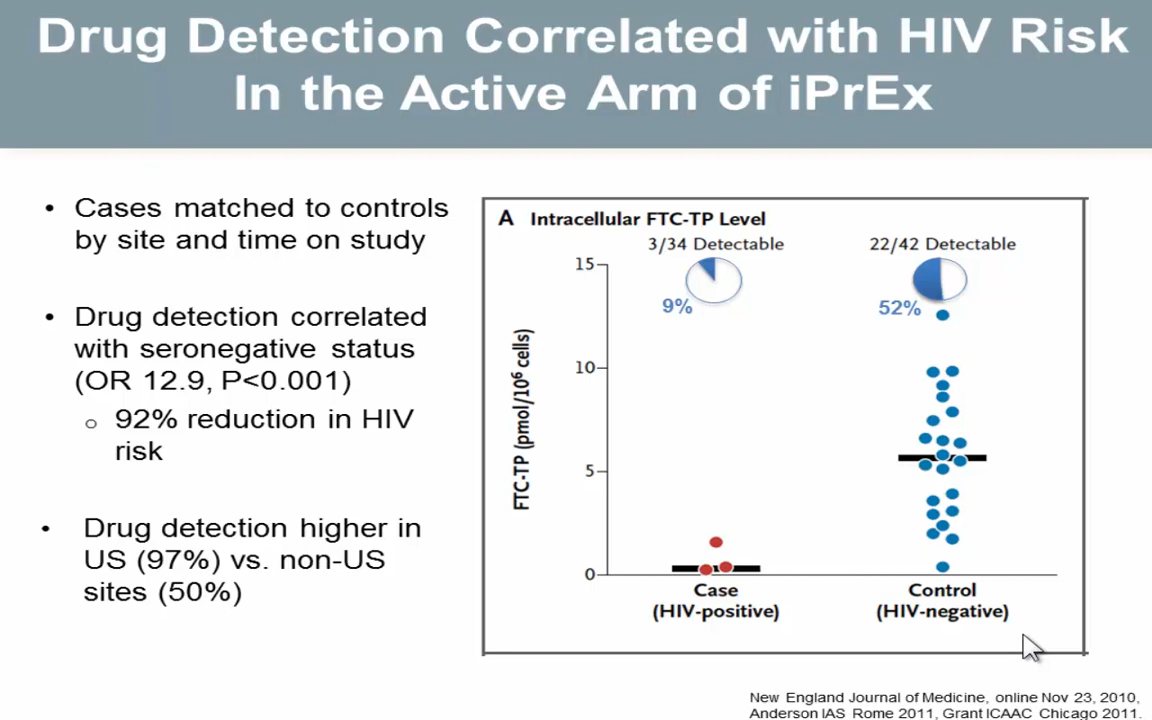 Drug Detection Correlated with HIV Risk
In the Active Arm of iPrEx
• Cases matched to controls
by site and time on study
• Drug detection correlated
with seronegative status
(OR 12.9, P<0.001)
o 92% reduction in HIV
risk
• Drug detection higher in
US (97%) vs. non-US
sites (50%)
A Intracellular FTC-TP Level
3/34 Detectable
22/42 Detectable
9%
52%
FTC-TP (pmol/10⁶ cells)
15
10
5
0
Case
(HIV-positive)
Control
(HIV-negative)
New England Journal of Medicine, online Nov 23, 2010,
Anderson IAS Rome 2011, Grant ICAAC Chicago 2011.